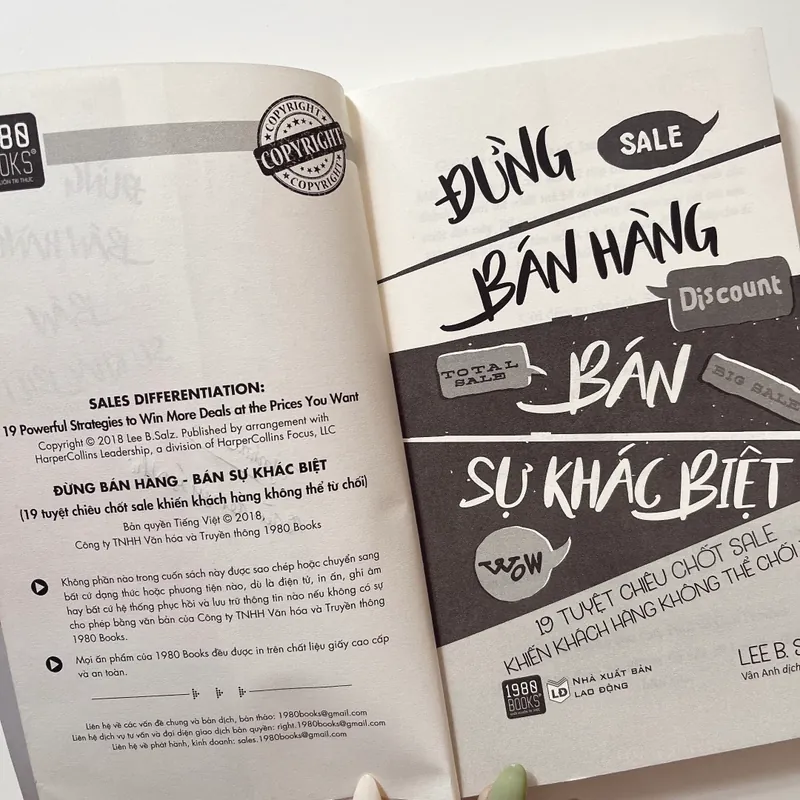 1980
BOOKS
COPYRIGHT
COPYRIGHT
COPYRIGHT
SALES DIFFERENTIATION:
19 Powerful Strategies to Win More Deals at the Prices You Want
Copyright © 2018 Lee B.Salz. Published by arrangement with
HarperCollins Leadership, a division of HarperCollins Focus, LLC
ĐỪNG BÁN HÀNG - BÁN SỰ KHÁC BIỆT
(19 tuyệt chiêu chốt sale khiến khách hàng không thể từ chối)
Bản quyền Tiếng Việt © 2018,
Công ty TNHH Văn hóa và Truyền thông 1980 Books
Không phần nào trong cuốn sách này được sao chép hoặc chuyển sang
bất cứ dạng thức hoặc phương tiện nào, dù là điện tử, in ấn, ghi âm
hay bất cứ hệ thống phục hồi và lưu trữ thông tin nào nếu không có sự
cho phép bằng văn bản của Công ty TNHH Văn hóa và Truyền thông
1980 Books.
Mọi ấn phẩm của 1980 Books đều được in trên chất liệu giấy cao cấp
và an toàn.
Liên hệ về các vấn đề chung và bản dịch, bản thảo: 1980books@gmail.com
Liên hệ dịch vụ tư vấn và đại diện giao dịch bản quyền: right.1980books@gmail.com
Liên hệ về phát hành, kinh doanh: sales.1980books@gmail.com
ĐỪNG SALE
BÁN HÀNG
Discount
TOTAL SALE
BÁN
BIG SALE
SỰ KHÁC BIỆT
WOW
19 TUYỆT CHIÊU CHỐT SALE
KHIẾN KHÁCH HÀNG KHÔNG THỂ CHỐI
LEE B.
Vân Anh dịch
1980
BOOKS
LĐ
NHÀ XUẤT BẢN
LAO ĐỘNG